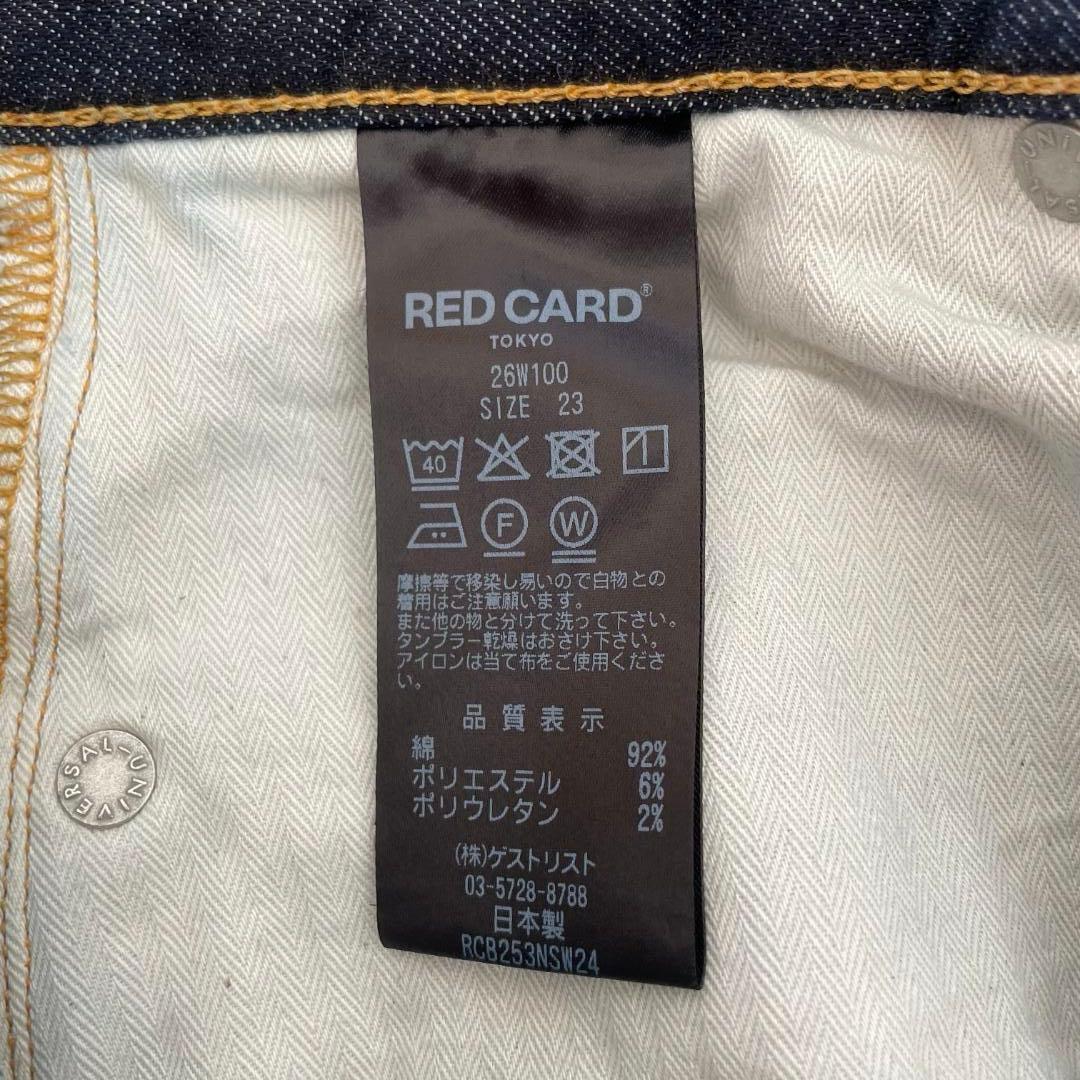 RED CARD®
TOKYO
26W100
SIZE 23
40
F W
摩擦等で移染し易いので白物との
着用はご注意願います。
また他の物と分けて洗って下さい。
タンブラー乾燥はおさけ下さい。
アイロンは当て布をご使用くださ
い。
品質表示
綿 92%
ポリエステル 6%
ポリウレタン 2%
(株)ゲストリスト
03-5728-8788
日本製
RCB253NSW24
UNIVERSAL